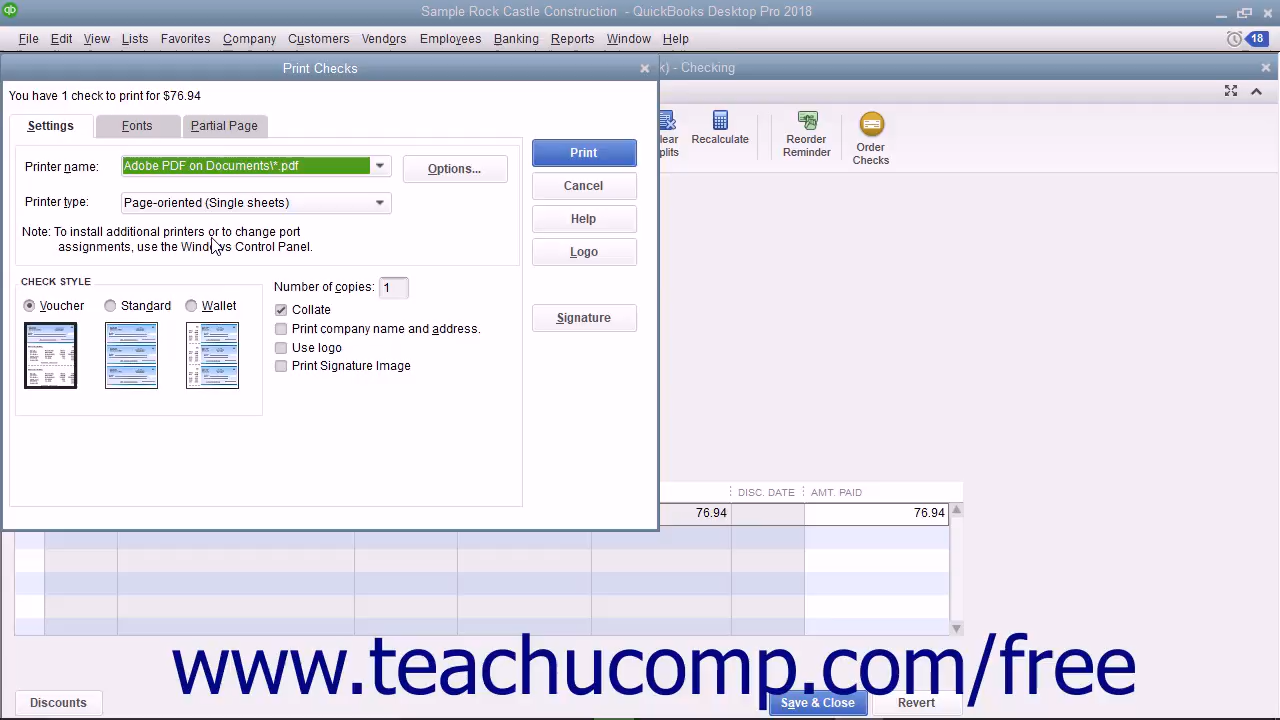 Sample Rock Castle Construction - QuickBooks Desktop Pro 2018
File Edit View Lists Favorites Company Customers Vendors Employees Banking Reports Window Help 18
Print Checks
) - Checking
You have 1 check to print for $76.94
Settings Fonts Partial Page
Printer name: Adobe PDF on Documents\*.pdf Options...
Printer type: Page-oriented (Single sheets)
Note: To install additional printers or to change port
assignments, use the Windows Control Panel.
CHECK STYLE
Voucher Standard Wallet
Number of copies: 1
Collate
Print company name and address.
Use logo
Print Signature Image
Print
Cancel
Help
Logo
Signature
Recalculate
Reorder
Reminder
Order
Checks
DISC. DATE AMT. PAID
76.94 76.94
www.teachucomp.com/free
Discounts Save & Close Revert